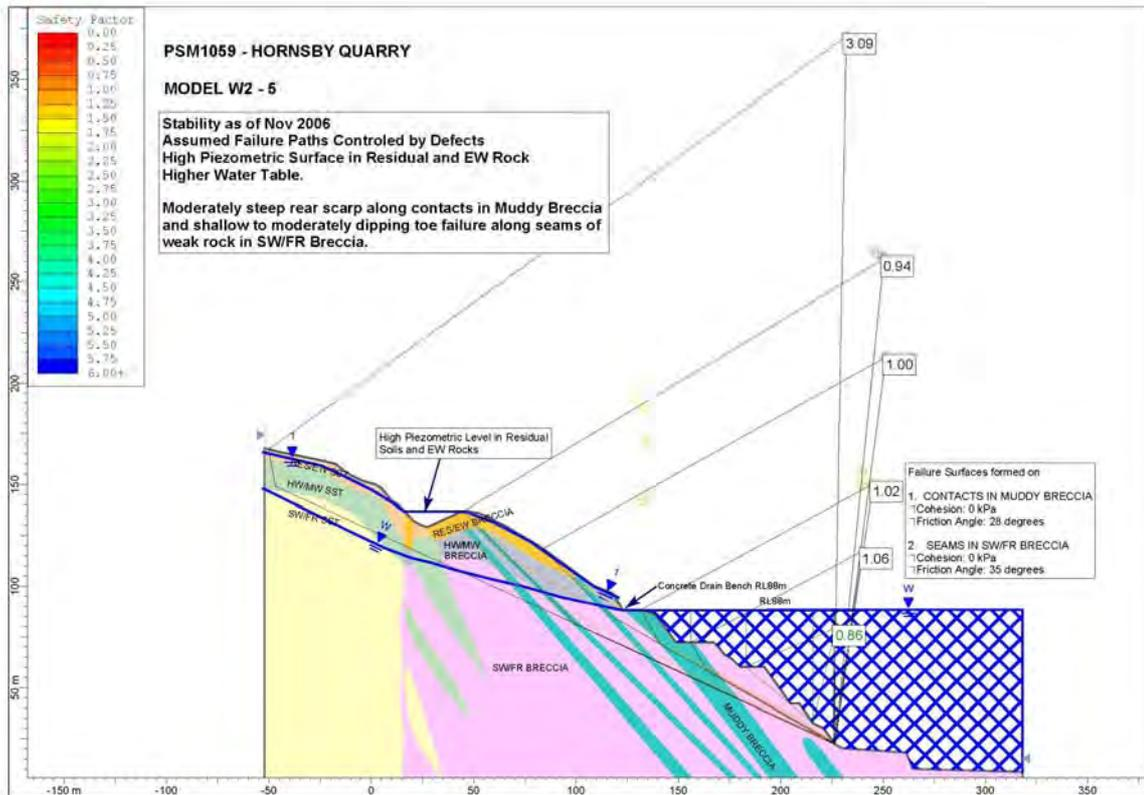 Safety Factor
0.00
0.25
0.50
0.75
1.00
1.25
1.50
1.75
2.00
2.25
2.50
2.75
3.00
3.25
3.50
3.75
4.00
4.25
4.50
4.75
5.00
5.25
5.50
5.75
6.00+
PSM1059 - HORNSBY QUARRY
MODEL W2 - 5
Stability as of Nov 2006
Assumed Failure Paths Controled by Defects
High Piezometric Surface in Residual and EW Rock
Higher Water Table.
Moderately steep rear scarp along contacts in Muddy Breccia
and shallow to moderately dipping toe failure along seams of
weak rock in SW/FR Breccia.
3.09
0.94
1.00
1.02
1.06
0.86
High Piezometric Level in Residual
Soils and EW Rocks
Failure Surfaces formed on
1. CONTACTS IN MUDDY BRECCIA
Cohesion: 0 kPa
Friction Angle: 28 degrees
2 SEAMS IN SW/FR BRECCIA
Cohesion: 0 kPa
Friction Angle: 35 degrees
1
RES/EW SST
HW/MW SST
SW/FR SST
W
RES/EW BRECCIA
HW/MW
BRECCIA
1
Concrete Drain Bench RL88m
RL88m
W
SW/FR BRECCIA
MUDDY BRECCIA
350
300
250
200
150
100
50 m
-150 m
-100
-50
0
50
100
150
200
250
300
350